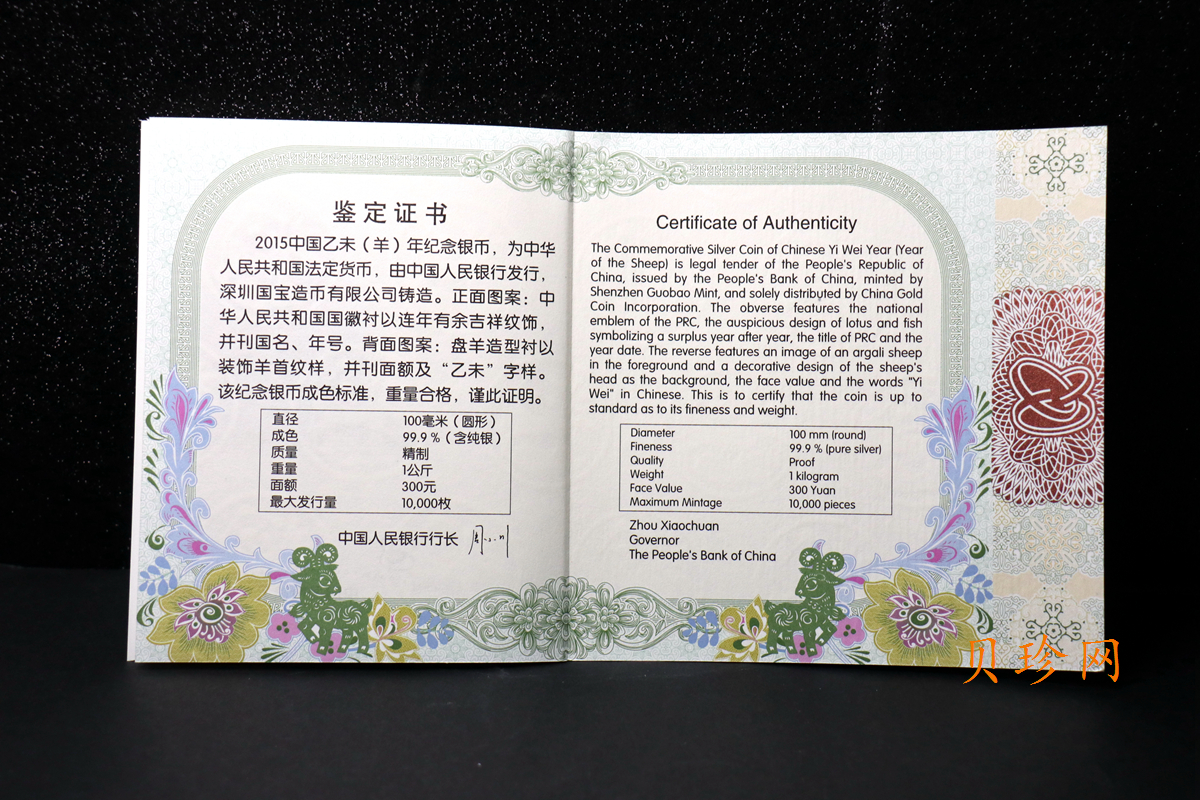 鉴定证书
2015中国乙未(羊)年纪念银币,为中华
人民共和国法定货币,由中国人民银行发行,
深圳国宝造币有限公司铸造。正面图案:中
华人民共和国国徽衬以连年有余吉祥纹饰,
并刊国名、年号。背面图案:盘羊造型衬以
装饰羊首纹样,并刊面额及“乙未”字样。
该纪念银币成色标准,重量合格,谨此证明。
直径 100毫米(圆形)
成色 99.9%(含纯银)
质量 精制
重量 1公斤
面额 300元
最大发行量 10,000枚
中国人民银行行长
Certificate of Authenticity
The Commemorative Silver Coin of Chinese Yi Wei Year (Year
of the Sheep) is legal tender of the People's Republic of
China, issued by the People's Bank of China, minted by
Shenzhen Guobao Mint, and solely distributed by China Gold
Coin Incorporation. The obverse features the national
emblem of the PRC, the auspicious design of lotus and fish
symbolizing a surplus year after year, the title of PRC and the
year date. The reverse features an image of an argali sheep
in the foreground and a decorative design of the sheep's
head as the background, the face value and the words "Yi
Wei" in Chinese. This is to certify that the coin is up to
standard as to its fineness and weight.
Diameter 100 mm (round)
Fineness 99.9 % (pure silver)
Quality Proof
Weight 1 kilogram
Face Value 300 Yuan
Maximum Mintage 10,000 pieces
Zhou Xiaochuan
Governor
The People's Bank of China
贝珍网